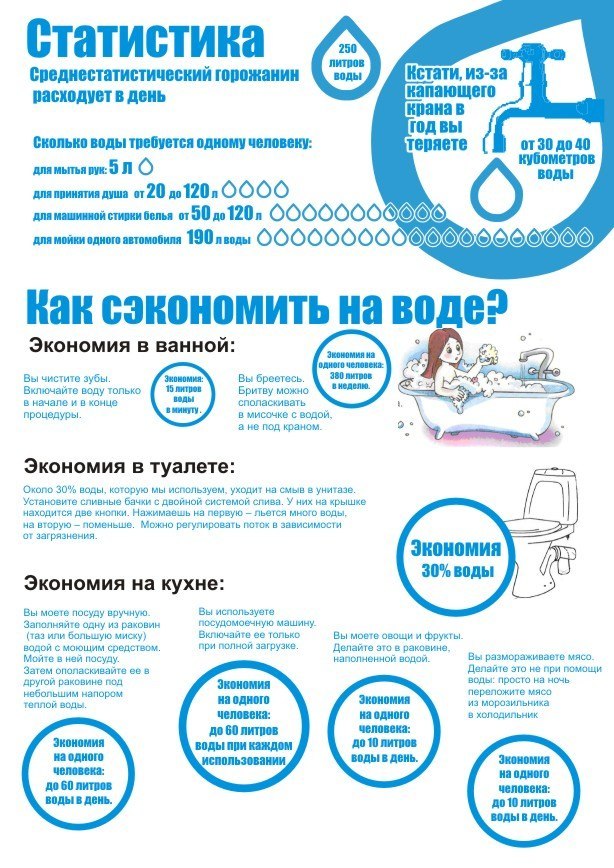 Статистика
Среднестатистический горожанин
расходует в день
250
литров
воды
Кстати, из-за
капающего
крана в
год вы
теряете
от 30 до 40
кубометров
воды
Сколько воды требуется одному человеку:
для мытья рук: 5 л
для принятия душа от 20 до 120 л
для машинной стирки белья от 50 до 120 л
для мойки одного автомобиля 190 л воды
Как сэкономить на воде?
Экономия в ванной:
Вы чистите зубы.
Включайте воду только
в начале и в конце
процедуры.
Экономия:
15 литров
воды
в минуту.
Вы бреетесь.
Бритву можно
споласкивать
в мисочке с водой,
а не под краном.
Экономия на
одного человека:
380 литров
в неделю.
Экономия в туалете:
Около 30% воды, которую мы используем, уходит на смыв в унитазе.
Установите сливные бачки с двойной системой слива. У них на крышке
находится две кнопки. Нажимаешь на первую – льется много воды,
на вторую – поменьше. Можно регулировать поток в зависимости
от загрязнения.
Экономия
30% воды
Экономия на кухне:
Вы моете посуду вручную.
Заполняйте одну из раковин
(таз или большую миску)
водой с моющим средством.
Мойте в ней посуду.
Затем ополаскивайте ее в
другой раковине под
небольшим напором
теплой воды.
Экономия
на одного
человека:
до 60 литров
воды в день.
Вы используете
посудомоечную машину.
Включайте ее только
при полной загрузке.
Экономия
на одного
человека:
до 60 литров
воды при каждом
использовании
Вы моете овощи и фрукты.
Делайте это в раковине,
наполненной водой.
Экономия
на одного
человека:
до 10 литров
воды в день.
Вы размораживаете мясо.
Делайте это не при помощи
воды: просто на ночь
переложите мясо
из морозильника
в холодильник
Экономия
на одного
человека:
до 10 литров
воды в день.